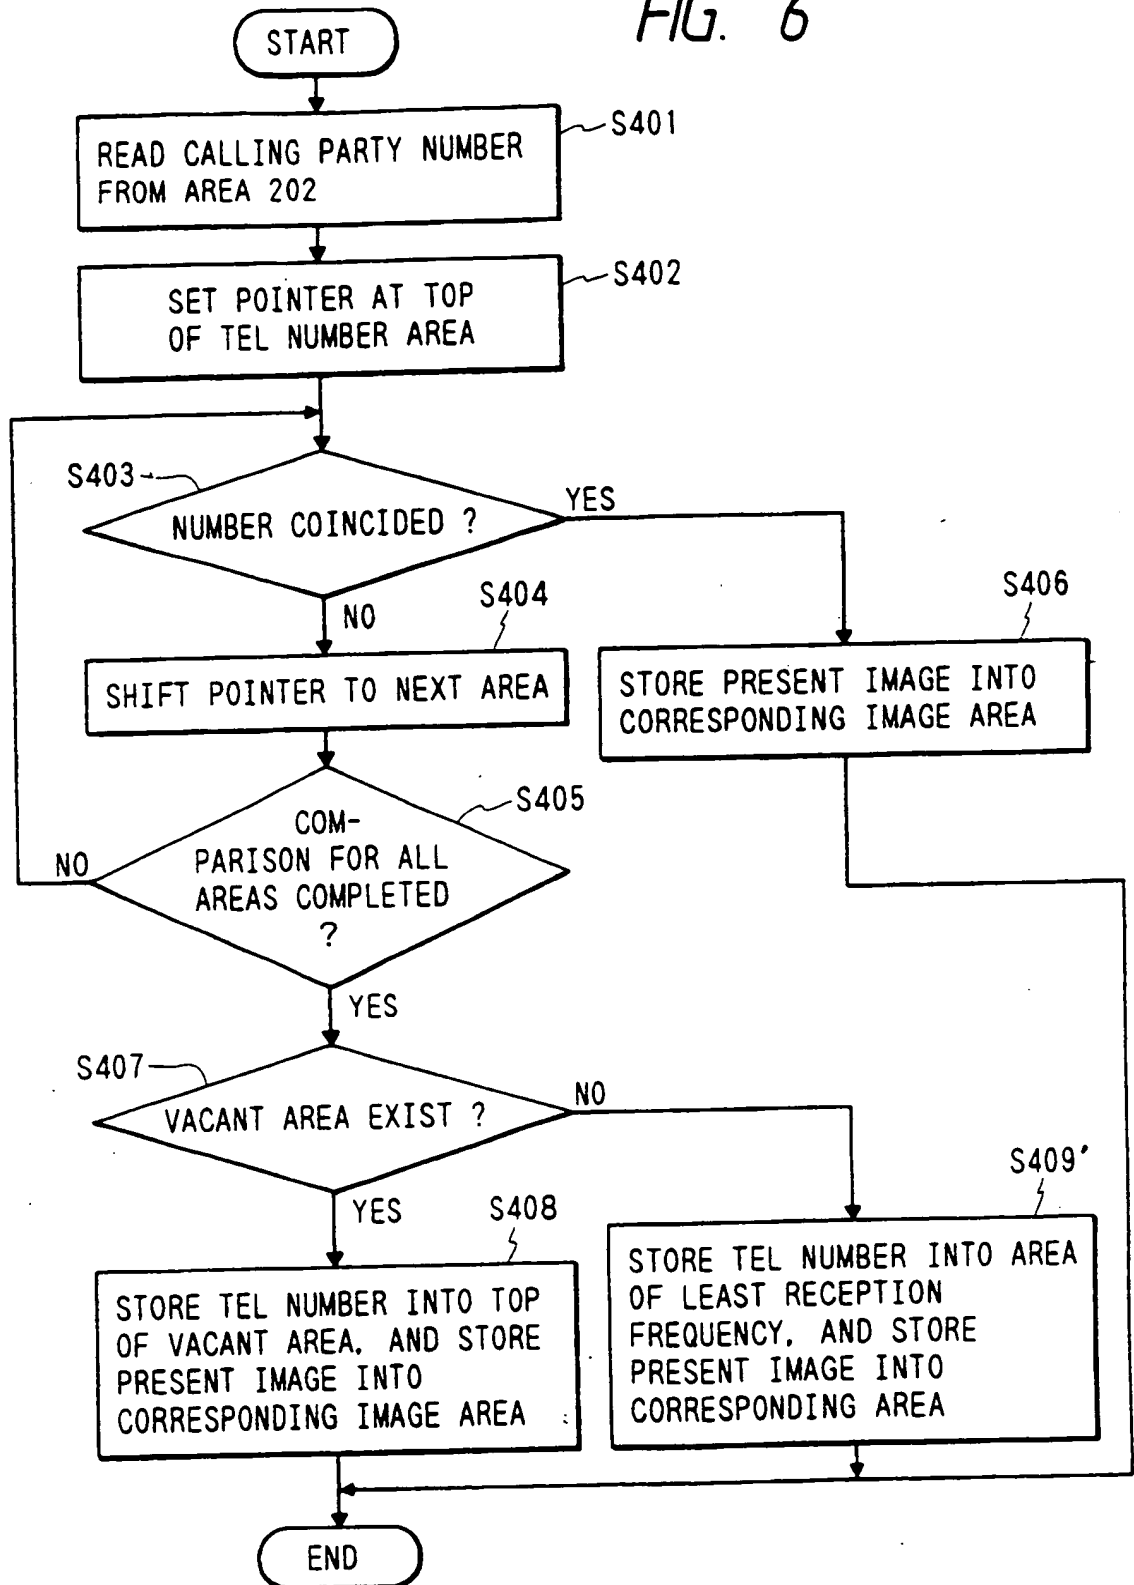 FIG. 6
START
S401
READ CALLING PARTY NUMBER
FROM AREA 202
S402
SET POINTER AT TOP
OF TEL NUMBER AREA
S403
NUMBER COINCIDED ?
YES
NO
S404
SHIFT POINTER TO NEXT AREA
S406
STORE PRESENT IMAGE INTO
CORRESPONDING IMAGE AREA
S405
COM-
PARISON FOR ALL
AREAS COMPLETED
?
NO
YES
S407
VACANT AREA EXIST ?
NO
YES
S408
STORE TEL NUMBER INTO TOP
OF VACANT AREA, AND STORE
PRESENT IMAGE INTO
CORRESPONDING IMAGE AREA
S409'
STORE TEL NUMBER INTO AREA
OF LEAST RECEPTION
FREQUENCY, AND STORE
PRESENT IMAGE INTO
CORRESPONDING AREA
END